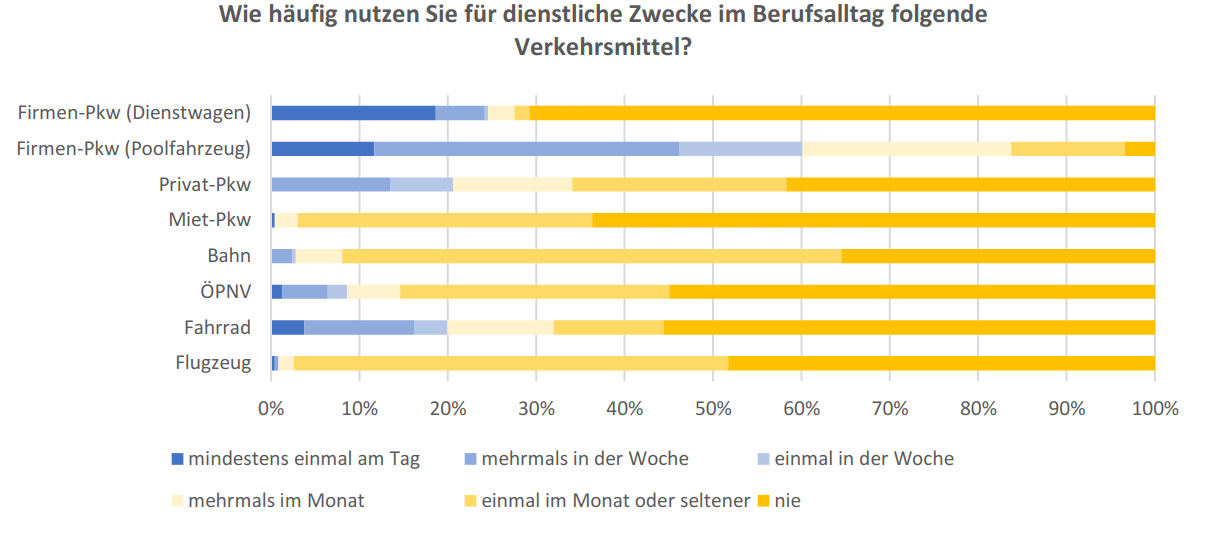 Wie häufig nutzen Sie für dienstliche Zwecke im Berufsalltag folgende
Verkehrsmittel?
Firmen-Pkw (Dienstwagen)
Firmen-Pkw (Poolfahrzeug)
Privat-Pkw
Miet-Pkw
Bahn
ÖPNV
Fahrrad
Flugzeug
0% 10% 20% 30% 40% 50% 60% 70% 80% 90% 100%
mindestens einmal am Tag mehrmals in der Woche einmal in der Woche
mehrmals im Monat einmal im Monat oder seltener nie